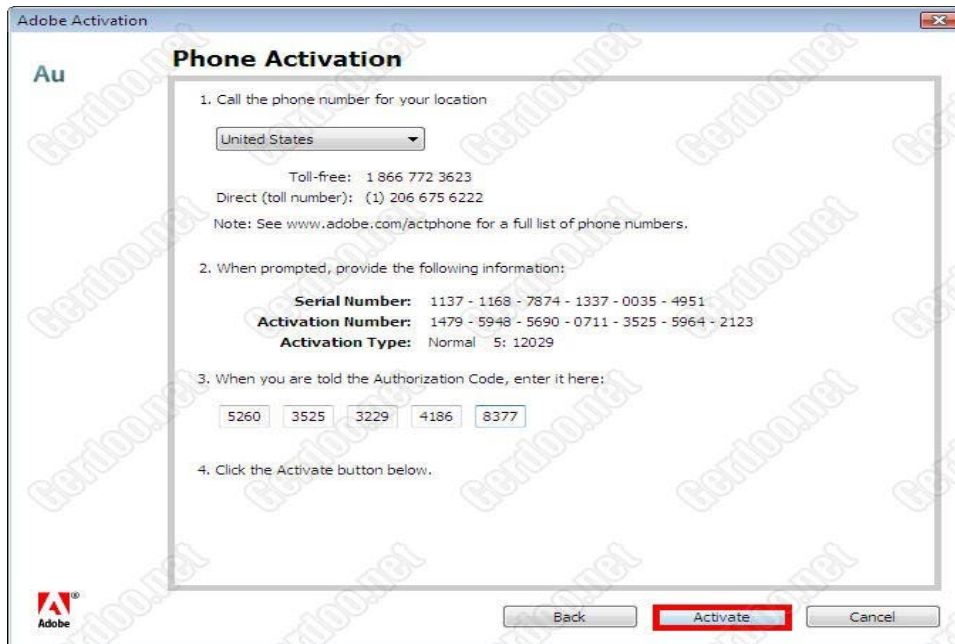 Adobe Activation
Au
Phone Activation
1. Call the phone number for your location
United States
Toll-free: 1 866 772 3623
Direct (toll number): (1) 206 675 6222
Note: See www.adobe.com/actphone for a full list of phone numbers.
2. When prompted, provide the following information:
Serial Number: 1137 - 1168 - 7874 - 1337 - 0035 - 4951
Activation Number: 1479 - 5948 - 5690 - 0711 - 3525 - 5964 - 2123
Activation Type: Normal 5: 12029
3. When you are told the Authorization Code, enter it here:
5260 3525 3229 4186 8377
4. Click the Activate button below.
Adobe®
Back Activate Cancel
Gerdoo.net